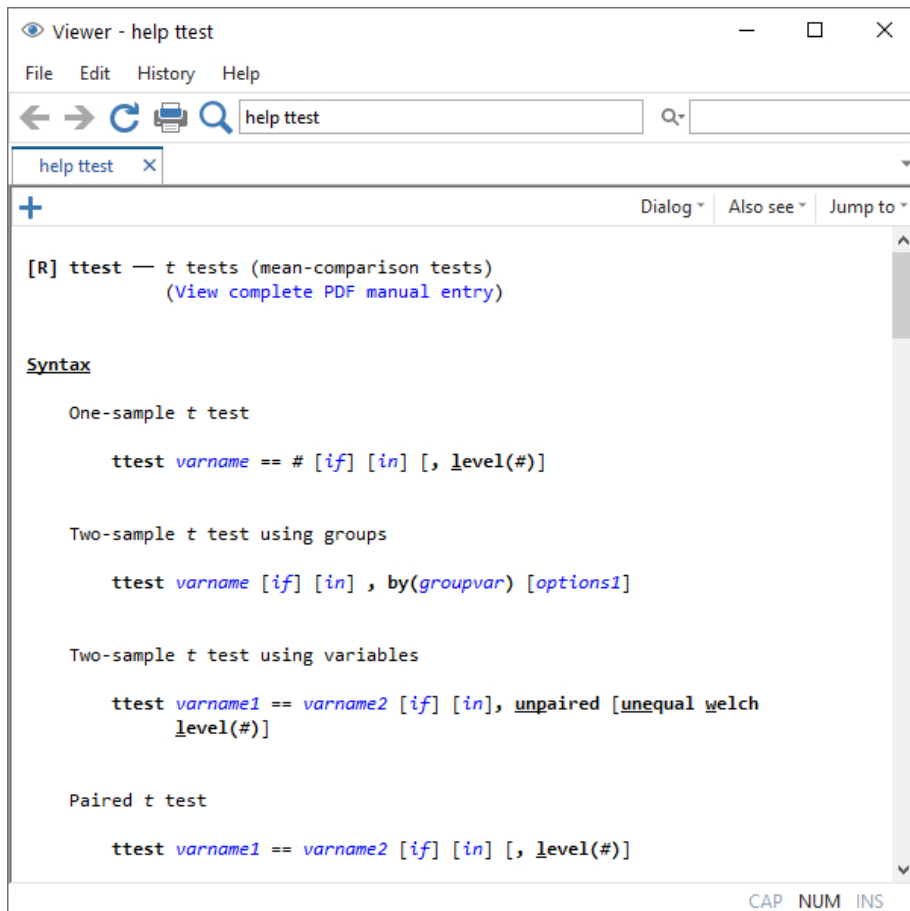 Viewer - help ttest
File Edit History Help
help ttest
help ttest
Dialog Also see Jump to
[R] ttest — t tests (mean-comparison tests)
(View complete PDF manual entry)
Syntax
One-sample t test
ttest varname == # [if] [in] [, level(#)]
Two-sample t test using groups
ttest varname [if] [in] , by(groupvar) [options1]
Two-sample t test using variables
ttest varname1 == varname2 [if] [in], unpaired [unequal welch
level(#)]
Paired t test
ttest varname1 == varname2 [if] [in] [, level(#)]
CAP NUM INS